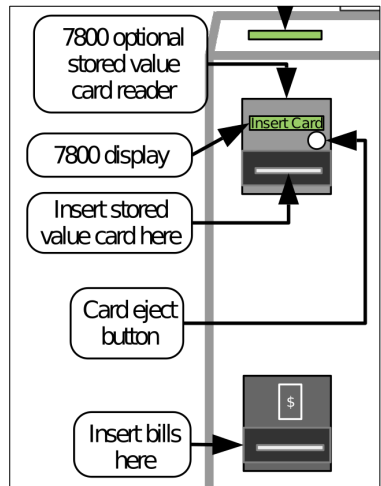 7800 optional
stored value
card reader
Insert Card
7800 display
Insert stored
value card here
Card eject
button
$
Insert bills
here